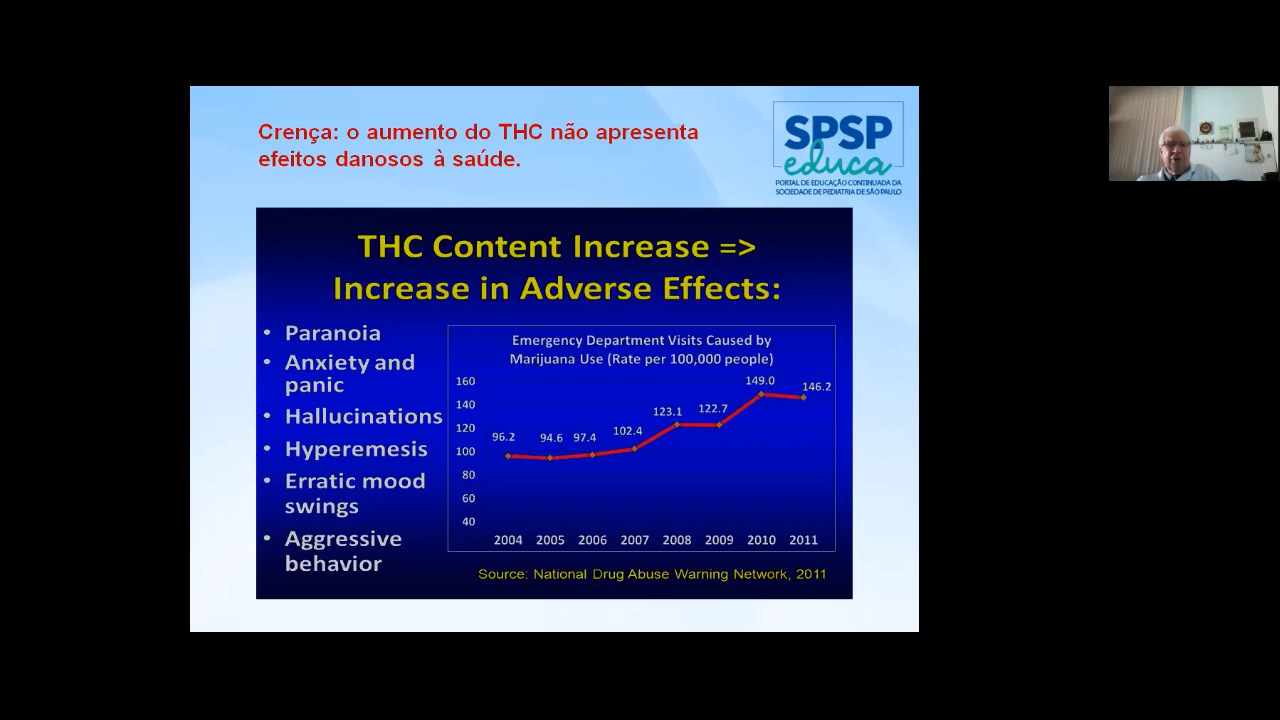 Crença: o aumento do THC não apresenta
efeitos danosos à saúde.
SPSP
educa
PORTAL DE EDUCAÇÃO CONTINUADA DA
SOCIEDADE DE PEDIATRIA DE SÃO PAULO
THC Content Increase =>
Increase in Adverse Effects:
• Paranoia
• Anxiety and
panic
• Hallucinations
• Hyperemesis
• Erratic mood
swings
• Aggressive
behavior
Emergency Department Visits Caused by
Marijuana Use (Rate per 100,000 people)
160
140
120
100
80
60
40
96.2
94.6
97.4
102.4
123.1
122.7
149.0
146.2
2004 2005 2006 2007 2008 2009 2010 2011
Source: National Drug Abuse Warning Network, 2011